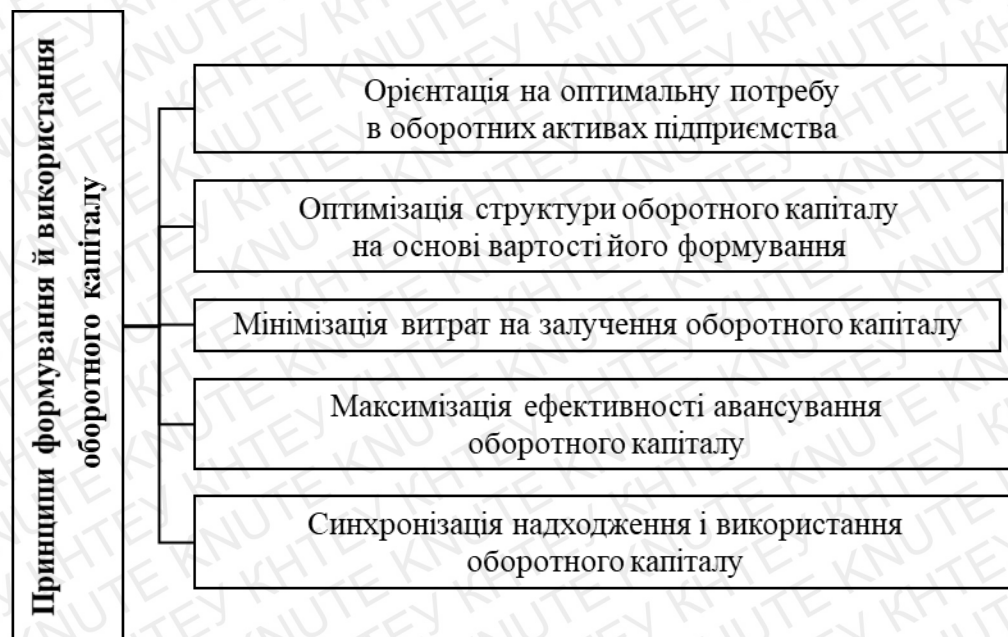 Принципи формування й використання
оборотного капіталу
Орієнтація на оптимальну потребу
в оборотних активах підприємства
Оптимізація структури оборотного капіталу
на основі вартості його формування
Мінімізація витрат на залучення оборотного капіталу
Максимізація ефективності авансування
оборотного капіталу
Синхронізація надходження і використання
оборотного капіталу